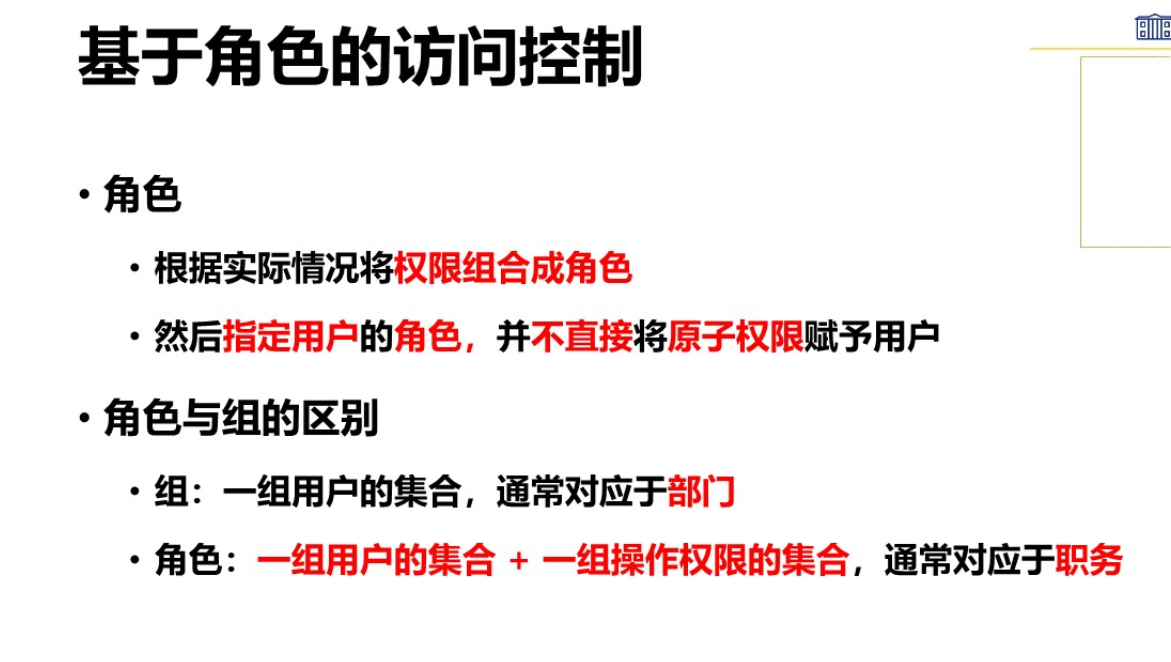 基于角色的访问控制
• 角色
• 根据实际情况将权限组合成角色
• 然后指定用户的角色，并不直接将原子权限赋予用户
• 角色与组的区别
• 组：一组用户的集合，通常对应于部门
• 角色：一组用户的集合 + 一组操作权限的集合，通常对应于职务